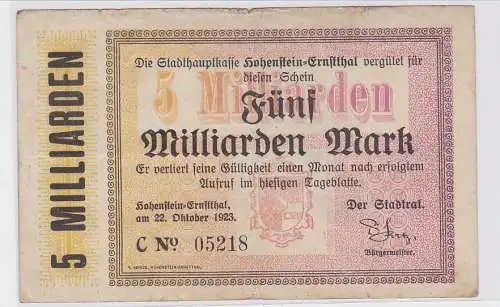 5 MILLIARDEN
Die Stadthauptkasse Hohenstein-Ernstthal vergütet für
diesen Schein
5 Milliarden
Fünf
Milliarden Mark
Er verliert seine Gültigkeit einen Monat nach erfolgtem
Aufruf im hiesigen Tageblatte.
Hohenstein-Ernstthal,
am 22. Oktober 1923.
Der Stadtrat.
C No 05218
Bürgermeister.
HOHENSTEIN-ERNSTTHAL